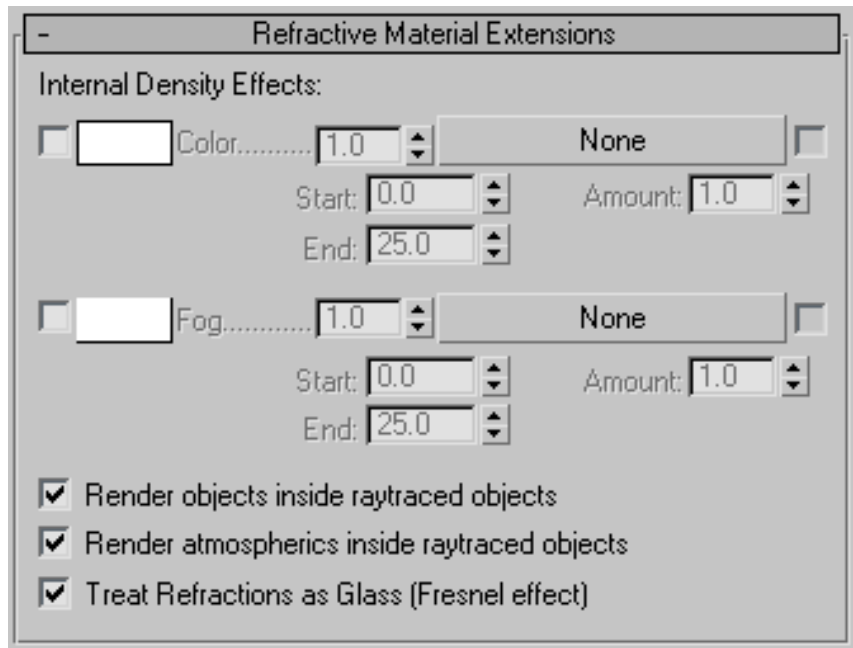 - Refractive Material Extensions
Internal Density Effects:
Color.......... 1.0 None
Start: 0.0 Amount: 1.0
End: 25.0
Fog............ 1.0 None
Start: 0.0 Amount: 1.0
End: 25.0
Render objects inside raytraced objects
Render atmospherics inside raytraced objects
Treat Refractions as Glass (Fresnel effect)